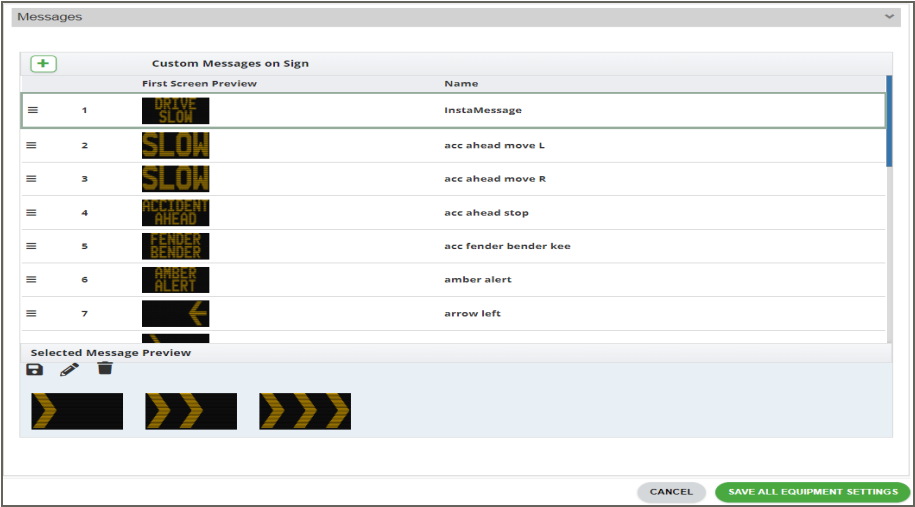 Messages
Custom Messages on Sign
First Screen Preview Name
1 DRIVE SLOW InstaMessage
2 SLOW acc ahead move L
3 SLOW acc ahead move R
4 ACCIDENT AHEAD acc ahead stop
5 FENDER BENDER acc fender bender kee
6 AMBER ALERT amber alert
7 arrow left
Selected Message Preview
CANCEL SAVE ALL EQUIPMENT SETTINGS